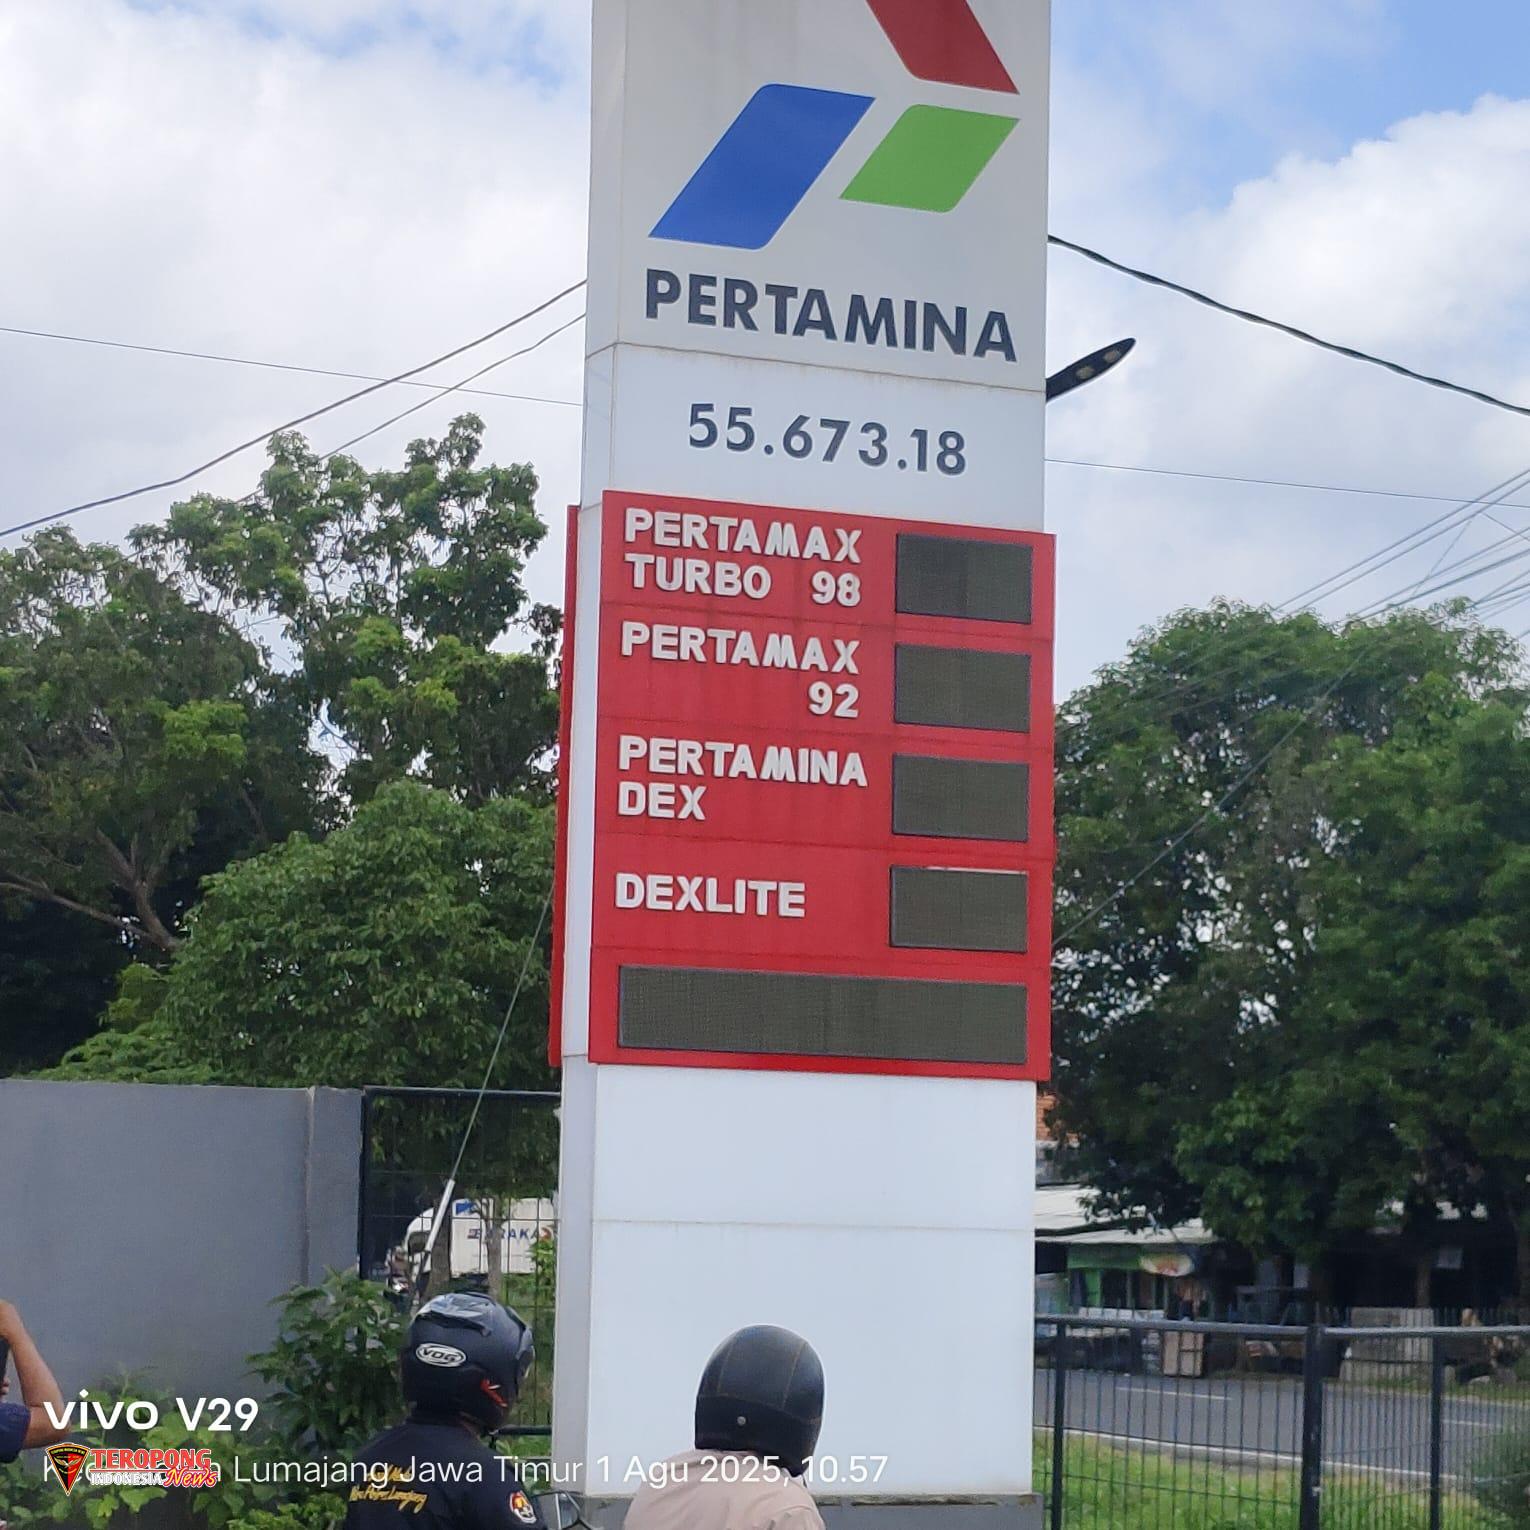 PERTAMINA
55.673.18
PERTAMAX
TURBO 98
PERTAMAX
92
PERTAMINA
DEX
DEXLITE
VOG
vivo V29
TEROPONG
INDONESIA News
Lumajang Jawa Timur 1 Agu 2025, 10.57